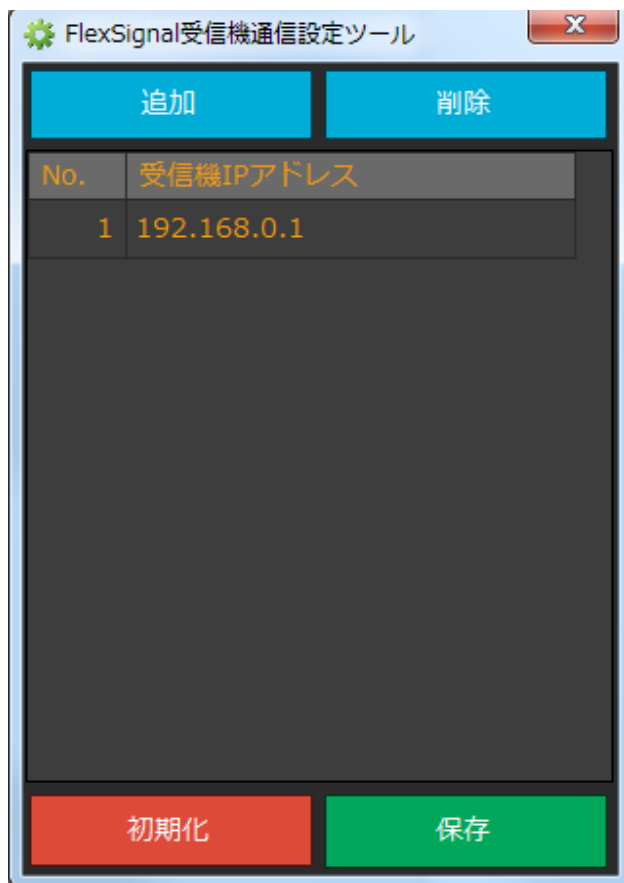 FlexSignal受信機通信設定ツール
追加 削除
No. 受信機IPアドレス
1 192.168.0.1
初期化 保存